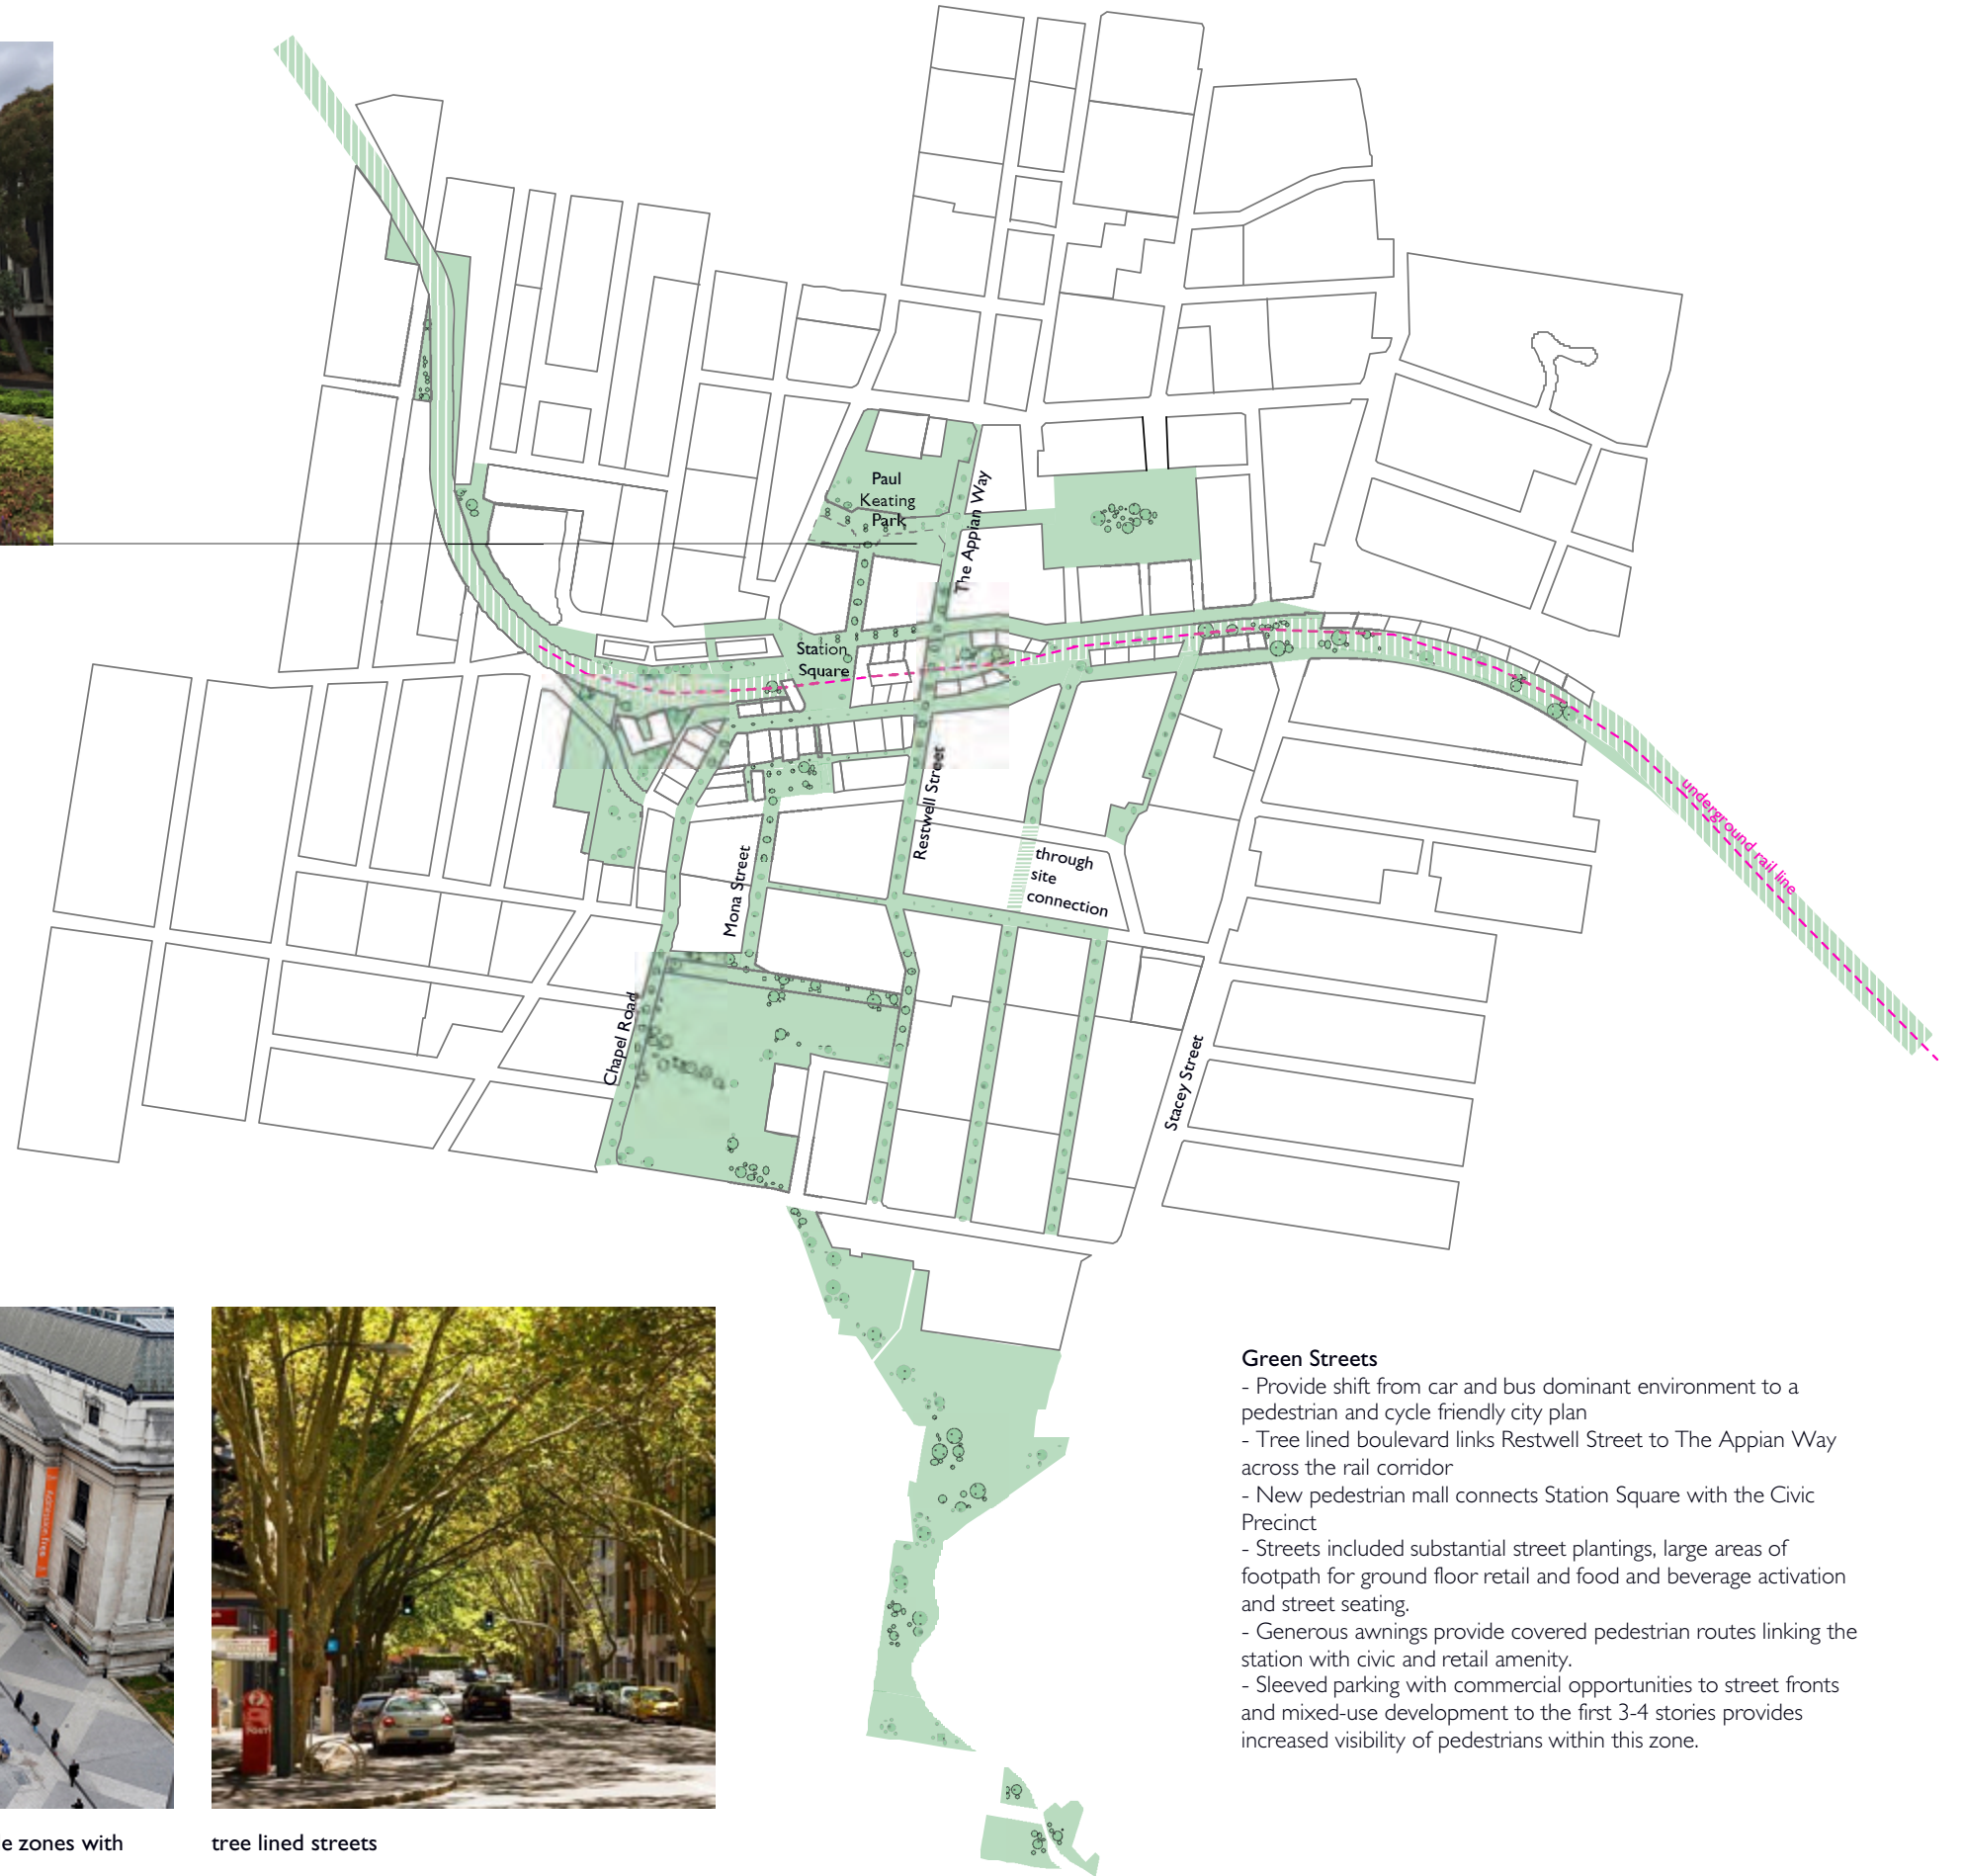 Paul
Keating
Park
The Appian Way
Station
Square
underground rail line
Restwell Street
through
site
connection
Mona Street
Chapel Road
Stacey Street
Green Streets
- Provide shift from car and bus dominant environment to a
pedestrian and cycle friendly city plan
- Tree lined boulevard links Restwell Street to The Appian Way
across the rail corridor
- New pedestrian mall connects Station Square with the Civic
Precinct
- Streets included substantial street plantings, large areas of
footpath for ground floor retail and food and beverage activation
and street seating.
- Generous awnings provide covered pedestrian routes linking the
station with civic and retail amenity.
- Sleeved parking with commercial opportunities to street fronts
and mixed-use development to the first 3-4 stories provides
increased visibility of pedestrians within this zone.
POST
e zones with
tree lined streets